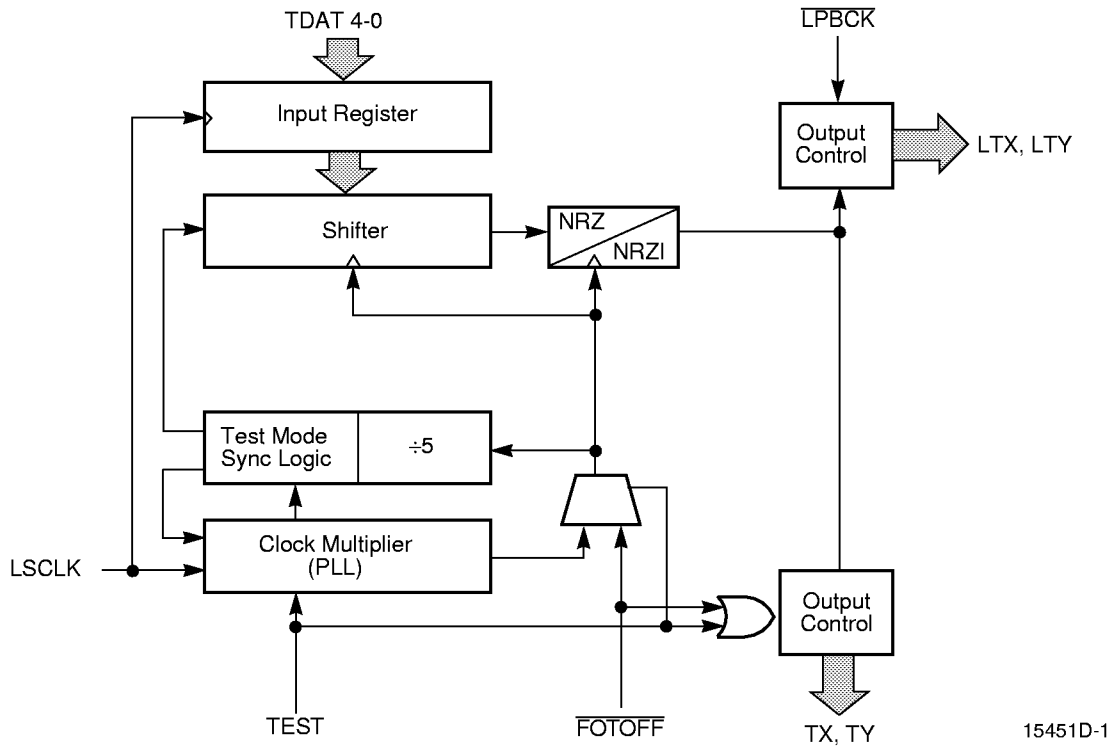 TDAT 4-0
LPBCK
Input Register
Output
Control
LTX, LTY
Shifter
NRZ
NRZI
Test Mode
Sync Logic
÷5
Clock Multiplier
(PLL)
LSCLK
Output
Control
TEST
FOTOFF
TX, TY
15451D-1